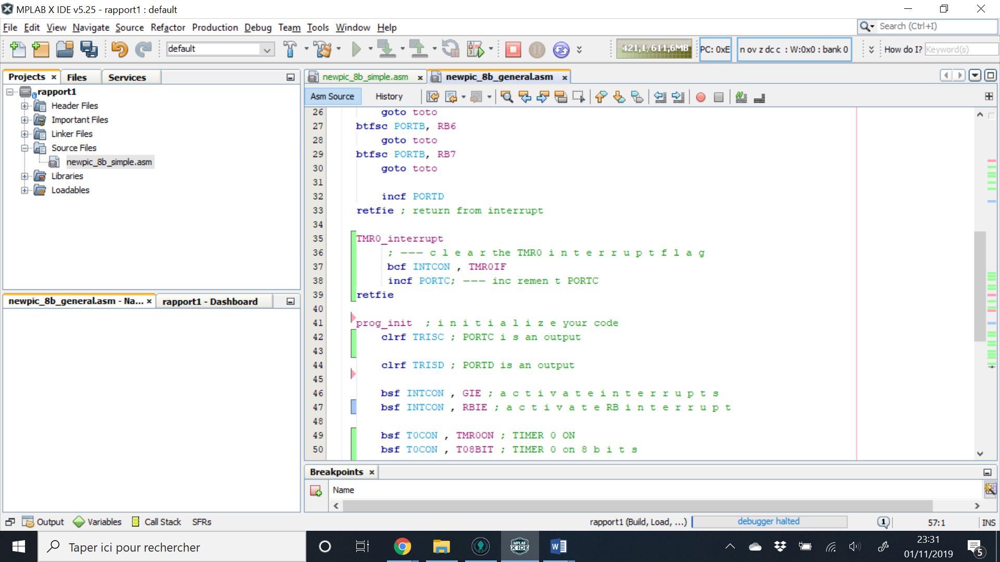 MPLAB X IDE v5.25 - rapport1 : default
File Edit View Navigate Source Refactor Production Debug Team Tools Window Help
Search (Ctrl+I)
default
421,1/611,6MB
PC: 0xE
n ov z dc c : W:0x0 : bank 0
How do I? Keyword(s)
Projects Files Services
rapport1
Header Files
Important Files
Linker Files
Source Files
newpic_8b_simple.asm
Libraries
Loadables
newpic_8b_general.asm - Na... rapport1 - Dashboard
newpic_8b_simple.asm newpic_8b_general.asm
Asm Source History
26 goto toto
27 btfsc PORTB, RB6
28 goto toto
29 btfsc PORTB, RB7
30 goto toto
31
32 incf PORTD
33 retfie ; return from interrupt
34
35 TMR0_interrupt
36 ; --- c l e a r the TMR0 i n t e r r u p t f l a g
37 bcf INTCON , TMR0IF
38 incf PORTC; --- inc remen t PORTC
39 retfie
40
41 prog_init ; i n i t i a l i z e your code
42 clrf TRISC ; PORTC i s an output
43
44 clrf TRISD ; PORTD is an output
45
46 bsf INTCON , GIE ; a c t i v a t e i n t e r r u p t s
47 bsf INTCON , RBIE ; a c t i v a t e RB i n t e r r u p t
48
49 bsf T0CON , TMR0ON ; TIMER 0 ON
50 bsf T0CON , T08BIT ; TIMER 0 on 8 b i t s
Breakpoints
Name
Output Variables Call Stack SFRs
rapport1 (Build, Load, ...) debugger halted 1 57:1 INS
Taper ici pour rechercher
MPLAB
X IDE
23:31
01/11/2019
5